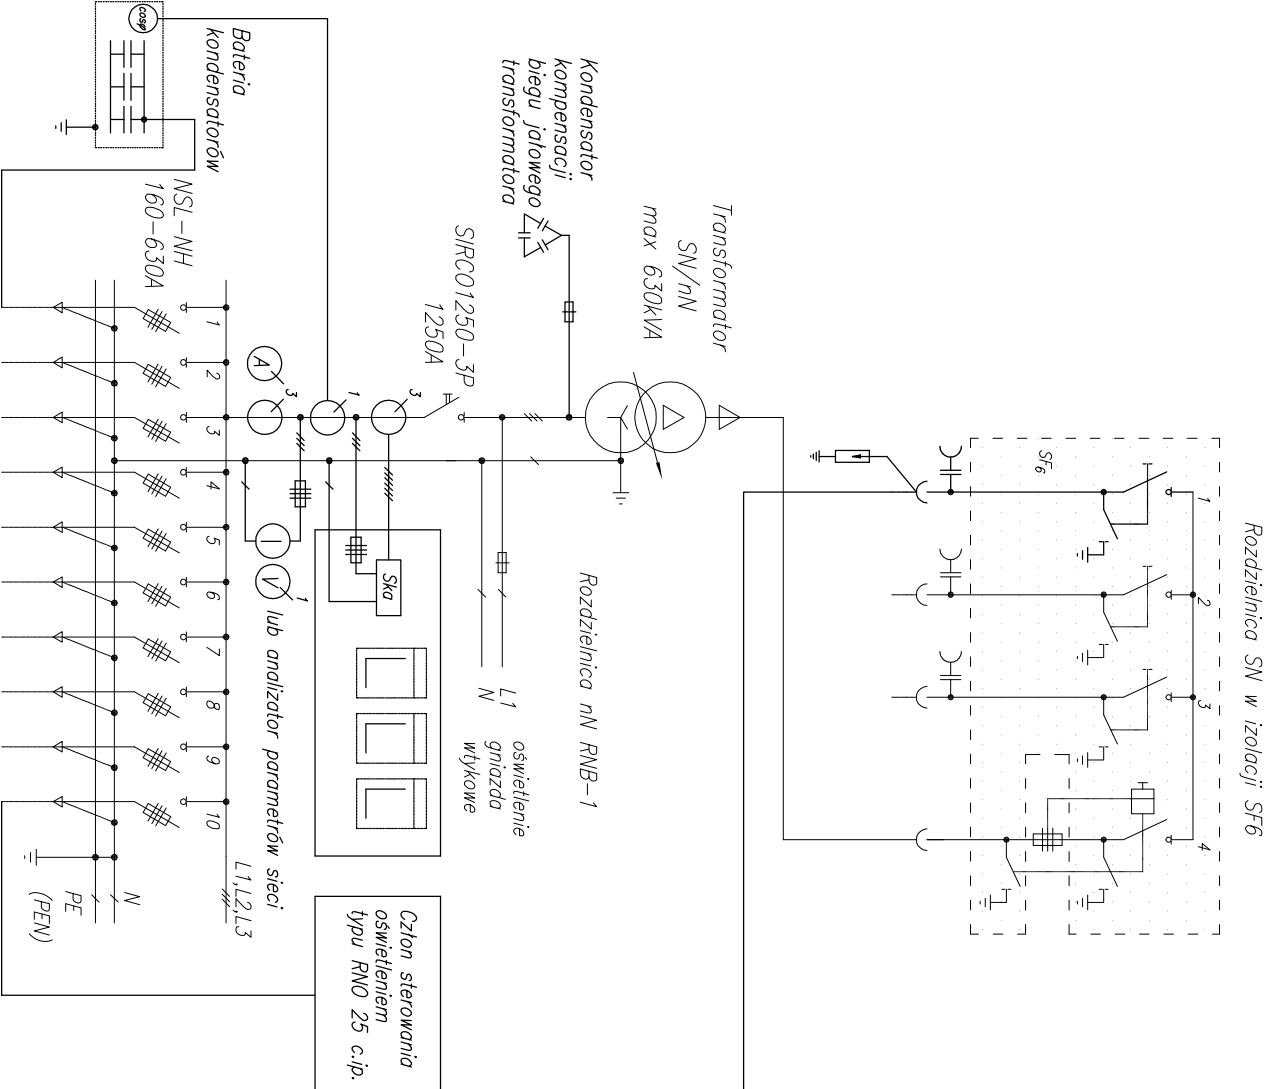 Rozdzielnica SN w izolacji SF6
1
2
3
4
SF6
Transformator
SN/nN
max 630kVA
Kondensator
kompensacji
biegu jałowego
transformatora
Rozdzielnica nN RNB-1
oświetlenie
gniazda
wtykowe
L1
N
SIRCO1250-3P
1250A
3
1
3
Ska
A
V
1
lub analizator parametrów sieci
Człon sterowania
oświetleniem
typu RNO 25 c.ip.
Bateria
kondensatorów
cosφ
NSL-NH
160-630A
1
2
3
4
5
6
7
8
9
10
L1,L2,L3
N
PE
(PEN)